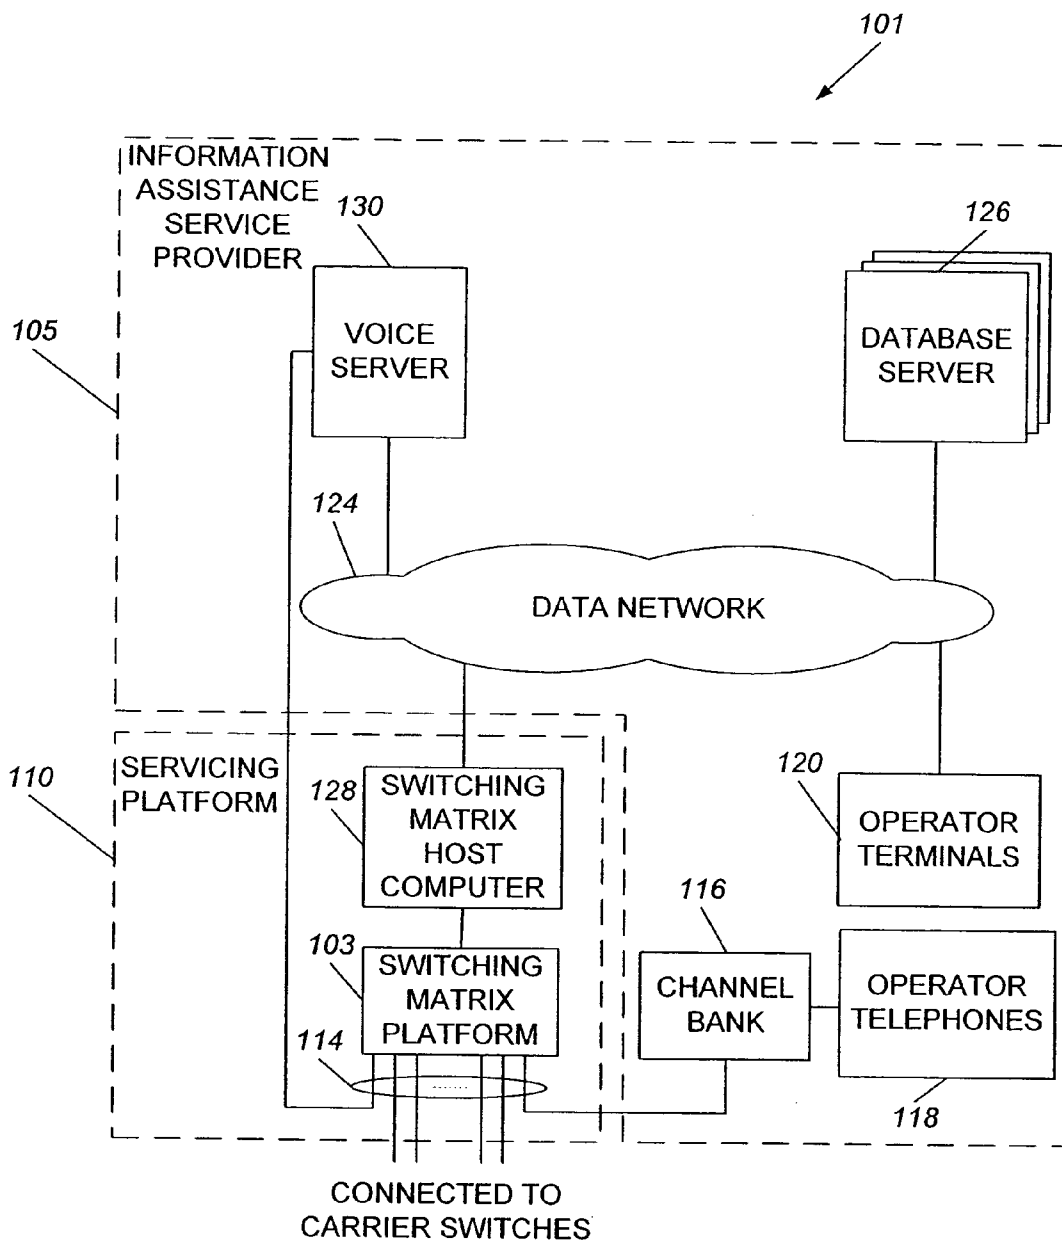 101
INFORMATION
ASSISTANCE
SERVICE
PROVIDER
130
126
105
VOICE
SERVER
DATABASE
SERVER
124
DATA NETWORK
110
SERVICING
PLATFORM
128
SWITCHING
MATRIX
HOST
COMPUTER
120
OPERATOR
TERMINALS
116
103
SWITCHING
MATRIX
PLATFORM
CHANNEL
BANK
OPERATOR
TELEPHONES
114
118
CONNECTED TO
CARRIER SWITCHES